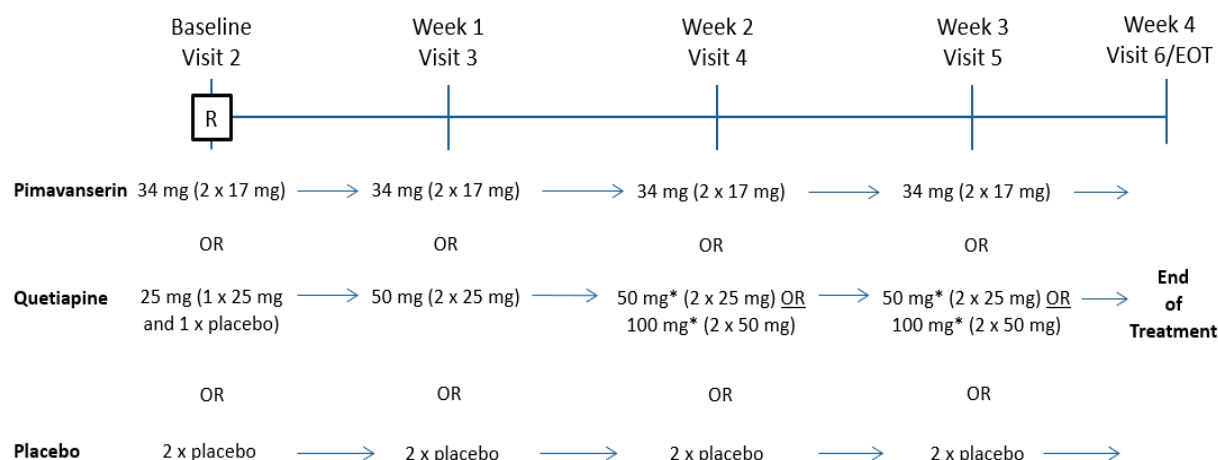 Baseline Week 1 Week 2 Week 3 Week 4
Visit 2 Visit 3 Visit 4 Visit 5 Visit 6/EOT
R
Pimavanserin 34 mg (2 x 17 mg) 34 mg (2 x 17 mg) 34 mg (2 x 17 mg) 34 mg (2 x 17 mg)
OR OR OR OR
Quetiapine 25 mg (1 x 25 mg 50 mg (2 x 25 mg) 50 mg* (2 x 25 mg) OR 50 mg* (2 x 25 mg) OR End
and 1 x placebo) 100 mg* (2 x 50 mg) 100 mg* (2 x 50 mg) of
Treatment
OR OR OR OR
Placebo 2 x placebo 2 x placebo 2 x placebo 2 x placebo